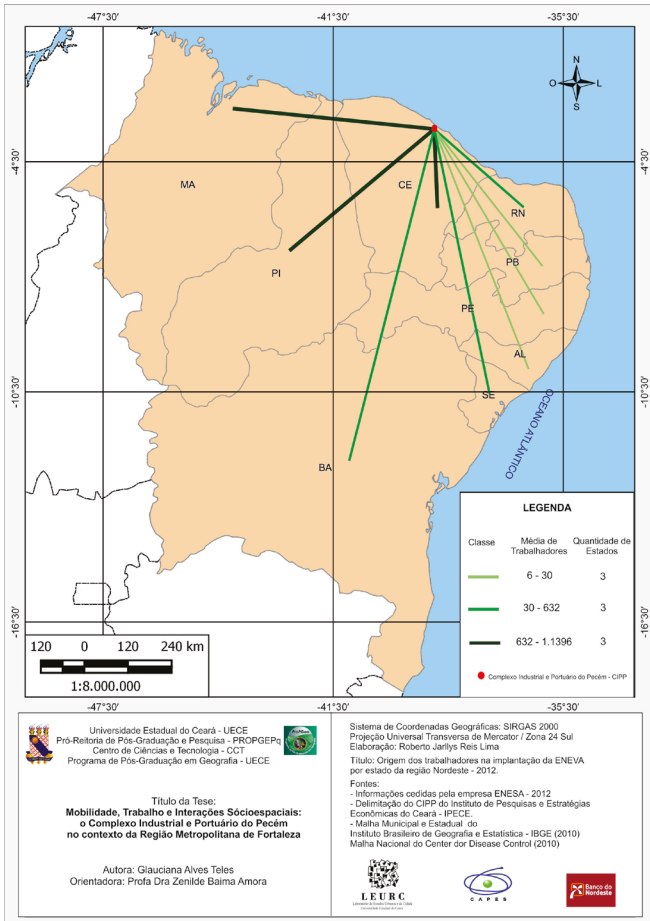 -47°30' -41°30' -35°30'
N
O L
S
-4°30'
MA
CE
RN
PI
PB
PE
AL
-10°30'
SE
OCEANO ATLÂNTICO
BA
LEGENDA
Classe Média de Trabalhadores Quantidade de Estados
6 - 30 3
30 - 632 3
632 - 1.1396 3
Complexo Industrial e Portuário do Pecém - CIPP
-16°30'
120 0 120 240 km
1:8.000.000
-47°30' -41°30' -35°30'
Universidade Estadual do Ceará - UECE
Pró-Reitoria de Pós-Graduação e Pesquisa - PROPGEPq
Centro de Ciências e Tecnologia - CCT
Programa de Pós-Graduação em Geografia - UECE
Título da Tese:
Mobilidade, Trabalho e Interações Sócioespaciais:
o Complexo Industrial e Portuário do Pecém
no contexto da Região Metropolitana de Fortaleza
Autora: Glauciana Alves Teles
Orientadora: Profa Dra Zenilde Baima Amora
Sistema de Coordenadas Geográficas: SIRGAS 2000
Projeção Universal Transversa de Mercator / Zona 24 Sul
Elaboração: Roberto Jarllys Reis Lima
Título: Origem dos trabalhadores na implantação da ENEVA
por estado da região Nordeste - 2012.
Fontes:
- Informações cedidas pela empresa ENESA - 2012
- Delimitação do CIPP do Instituto de Pesquisas e Estratégias
Econômicas do Ceará - IPECE.
- Malha Municipal e Estadual do
Instituto Brasileiro de Geografia e Estatística - IBGE (2010)
Malha Nacional do Center dor Disease Control (2010)
LEURC
CAPES
Banco do
Nordeste